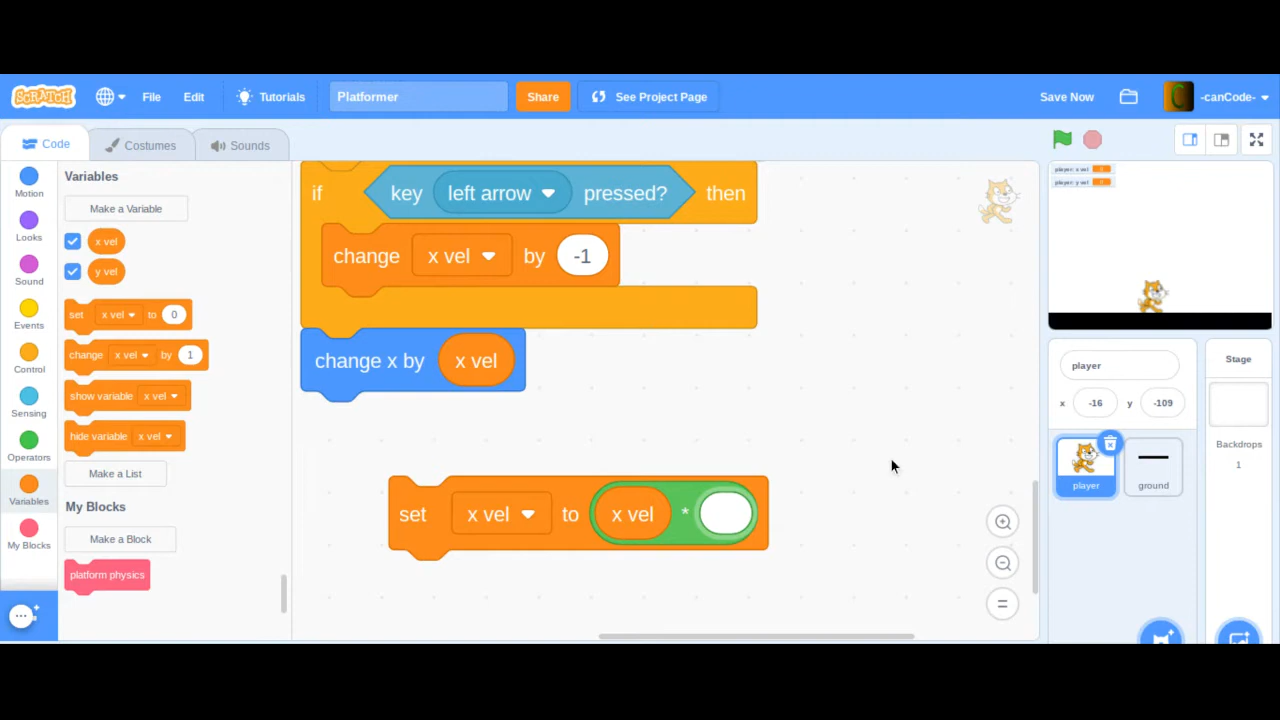 SCRATCH
File
Edit
Tutorials
Platformer
Share
See Project Page
Save Now
-canCode-
Code
Costumes
Sounds
Motion
Looks
Sound
Events
Control
Sensing
Operators
Variables
My Blocks
Variables
Make a Variable
x vel
y vel
set x vel to 0
change x vel by 1
show variable x vel
hide variable x vel
Make a List
My Blocks
Make a Block
platform physics
if key left arrow pressed? then
change x vel by -1
change x by x vel
set x vel to x vel *
player: x vel
player: y vel
player
x -16 y -109
player
ground
Stage
Backdrops
1